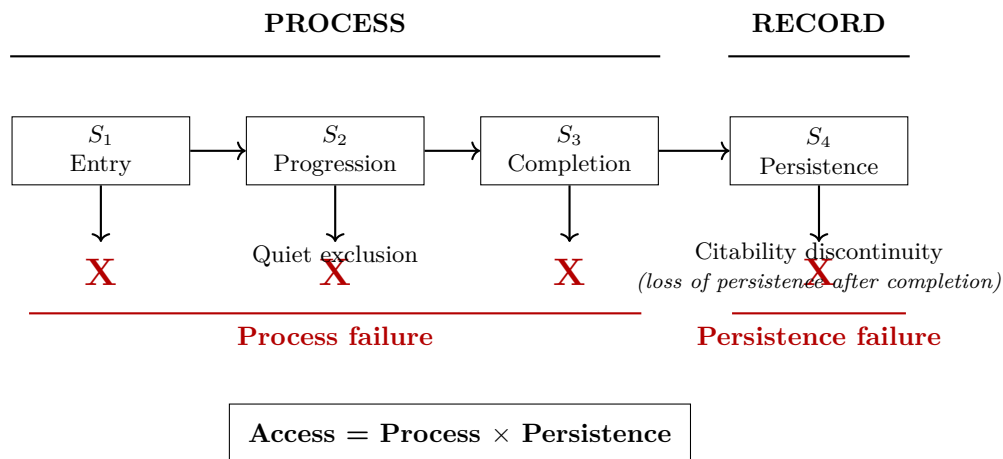 PROCESS
RECORD
S₁
Entry
S₂
Progression
S₃
Completion
S₄
Persistence
X
Quiet exclusion
X
X
Citability discontinuity
X
(loss of persistence after completion)
Process failure
Persistence failure
Access = Process × Persistence